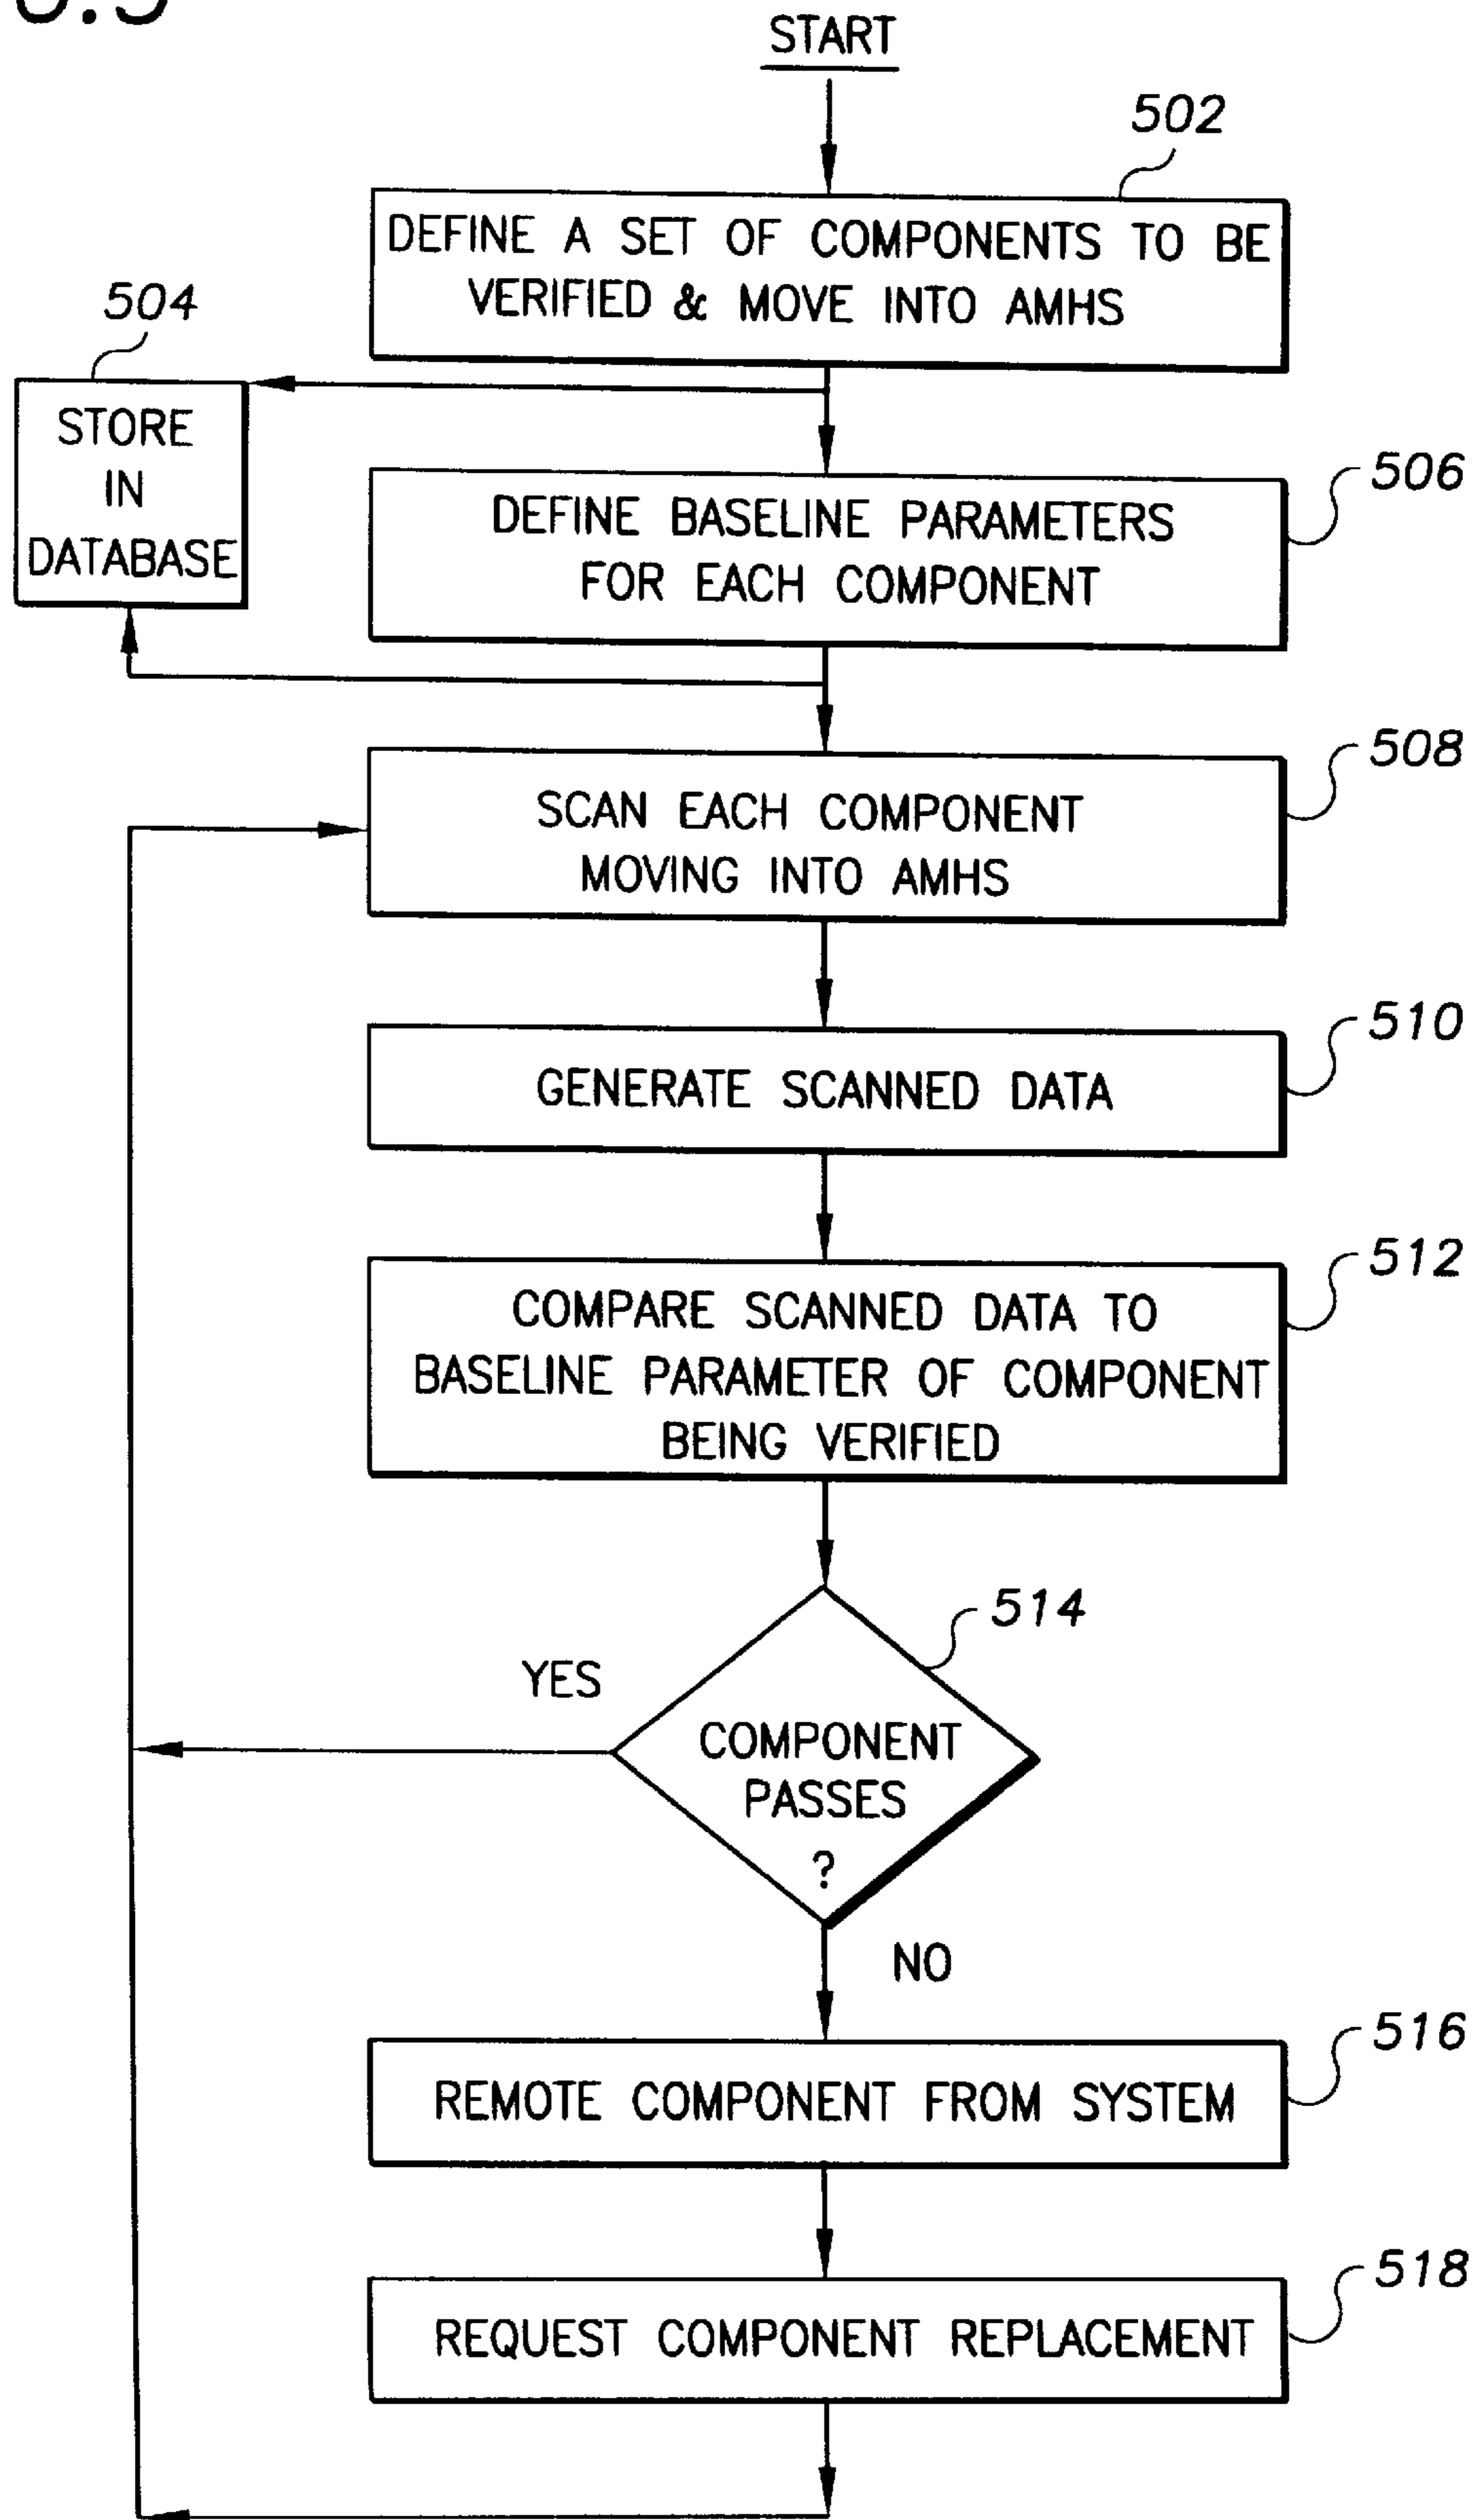 START
502
DEFINE A SET OF COMPONENTS TO BE
VERIFIED & MOVE INTO AMHS
504
STORE
IN
DATABASE
506
DEFINE BASELINE PARAMETERS
FOR EACH COMPONENT
508
SCAN EACH COMPONENT
MOVING INTO AMHS
510
GENERATE SCANNED DATA
512
COMPARE SCANNED DATA TO
BASELINE PARAMETER OF COMPONENT
BEING VERIFIED
514
YES
COMPONENT
PASSES
?
NO
516
REMOTE COMPONENT FROM SYSTEM
518
REQUEST COMPONENT REPLACEMENT